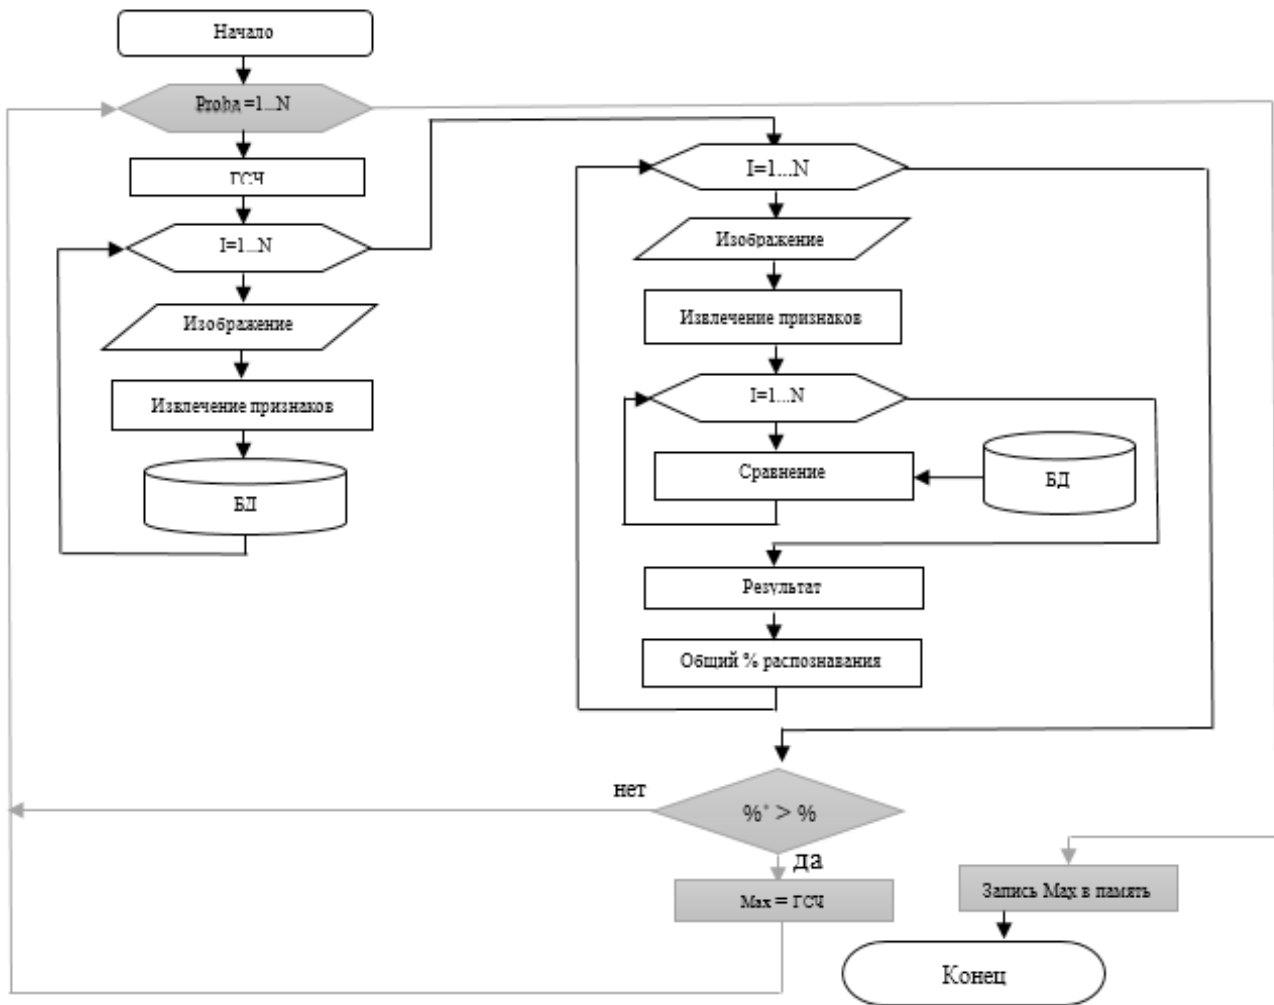 Начало
Proba =1...N
ГСЧ
I=1...N
Изображение
Извлечение признаков
БД
I=1...N
Изображение
Извлечение признаков
I=1...N
Сравнение
БД
Результат
Общий % распознавания
%* > %
нет
да
Max = ГСЧ
Запись Max в память
Конец